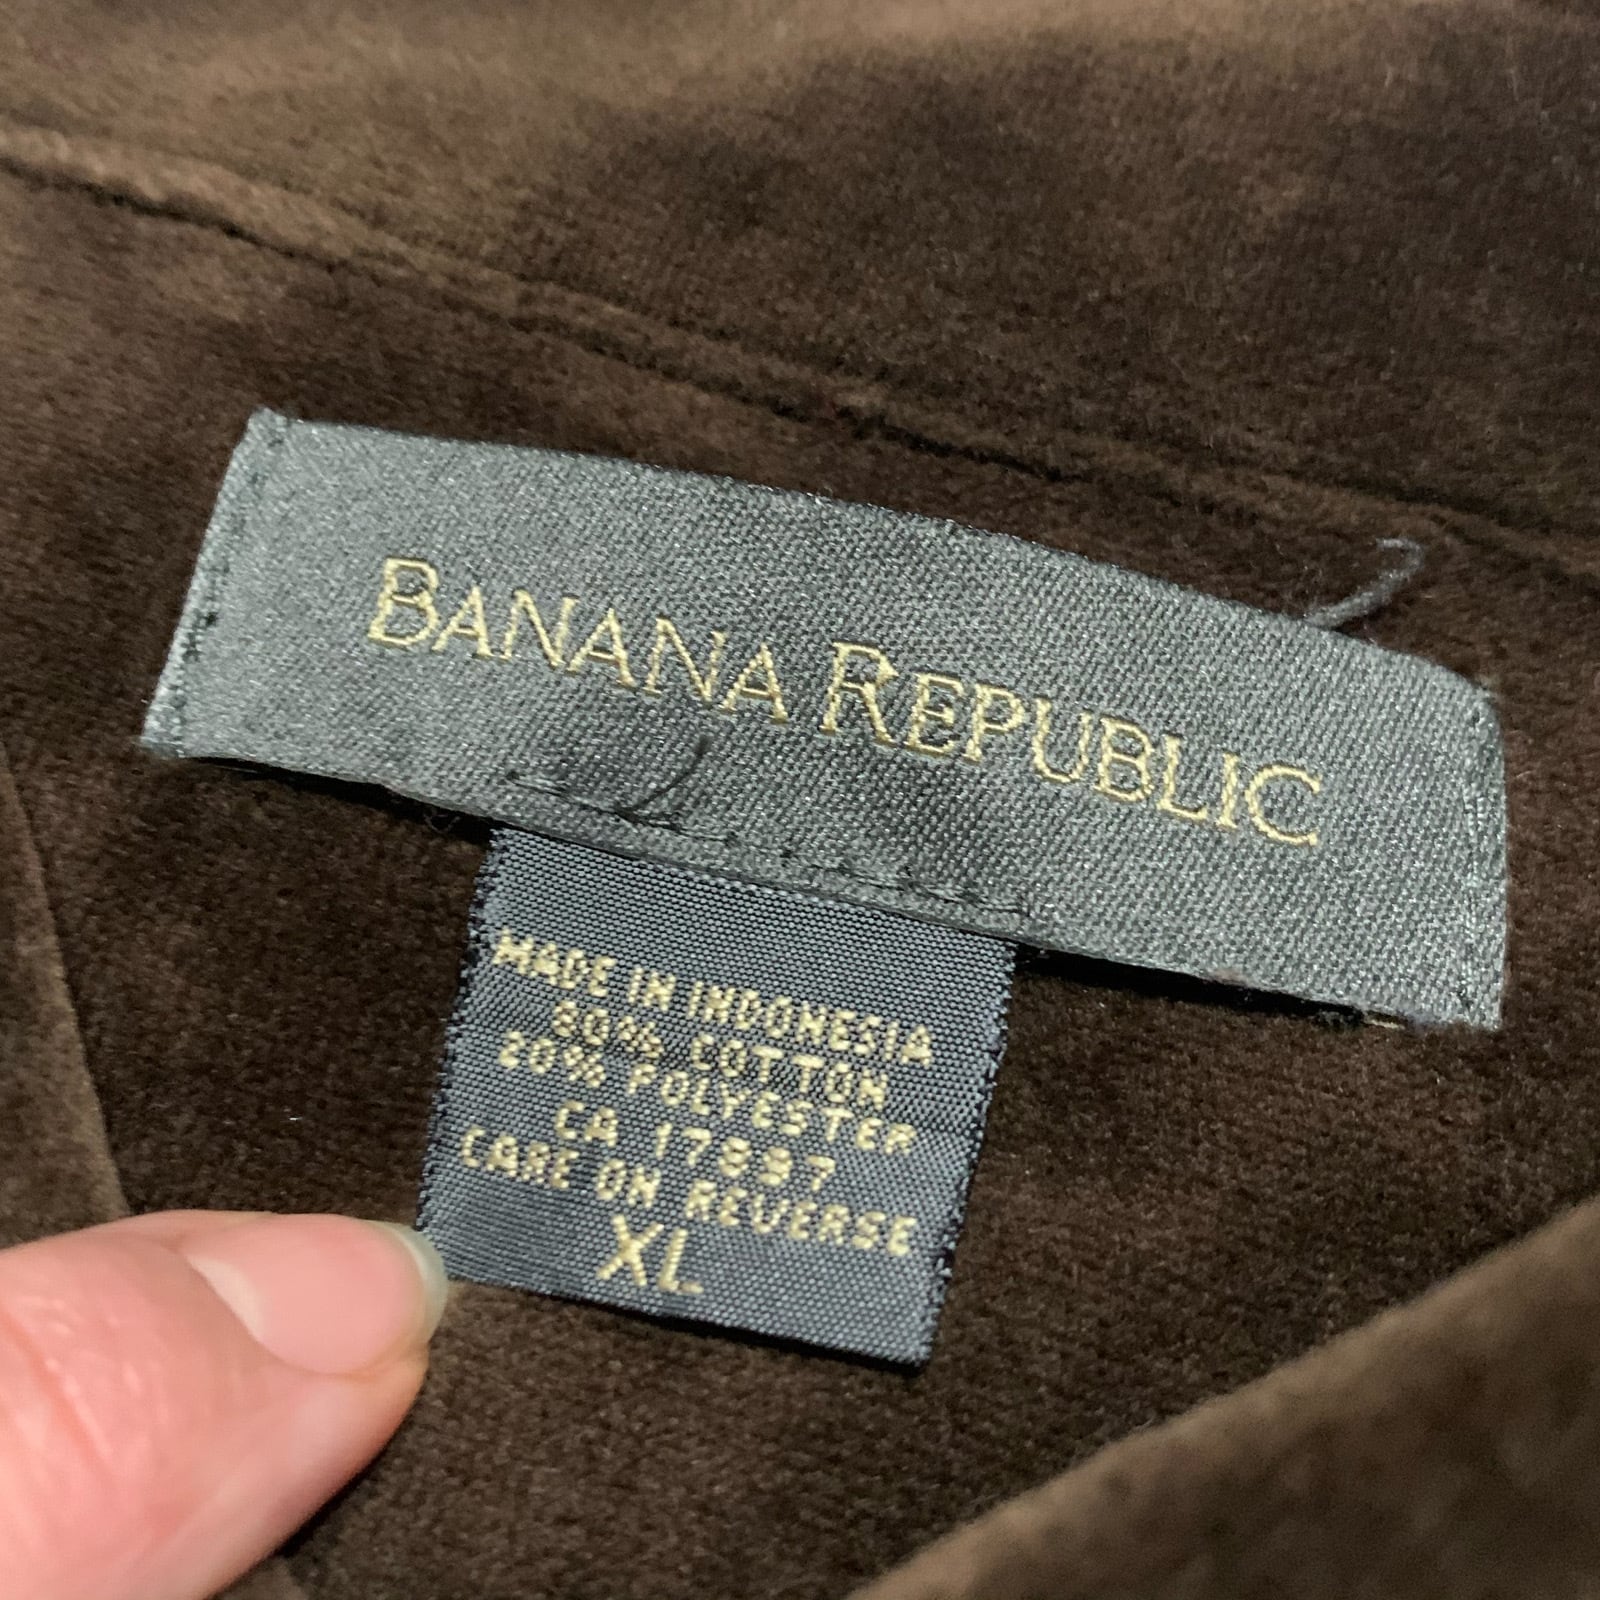 BANANA REPUBLIC
MADE IN INDONESIA
80% COTTON
20% POLYESTER
CA 17897
CARE ON REVERSE
XL